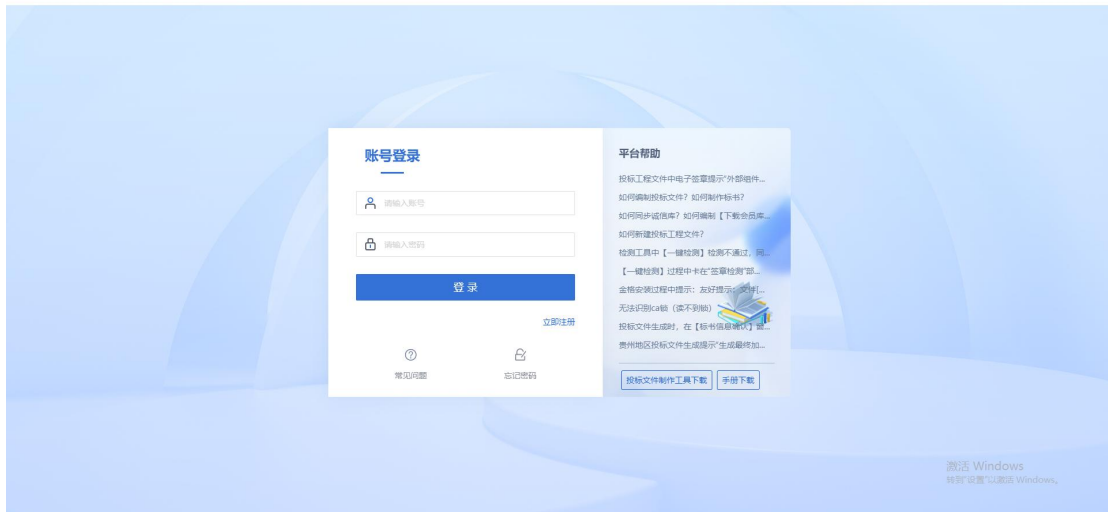 账号登录
请输入账号
请输入密码
登 录
立即注册
常见问题
忘记密码
平台帮助
投标工程文件中电子签章提示“外部组件...
如何编制投标文件？如何制作标书？
如何同步诚信库？如何编制【下载会员库...
如何新建投标工程文件？
检测工具中【一键检测】检测不通过，网...
【一键检测】过程中卡在“签章检测”部...
金格安装过程中提示：友好提示：文件[...
无法识别ca锁（读不到锁）
投标文件生成时，在【标书信息确认】窗...
贵州地区投标文件生成提示“生成最终加...
投标文件制作工具下载
手册下载
激活 Windows
转到“设置”以激活 Windows。